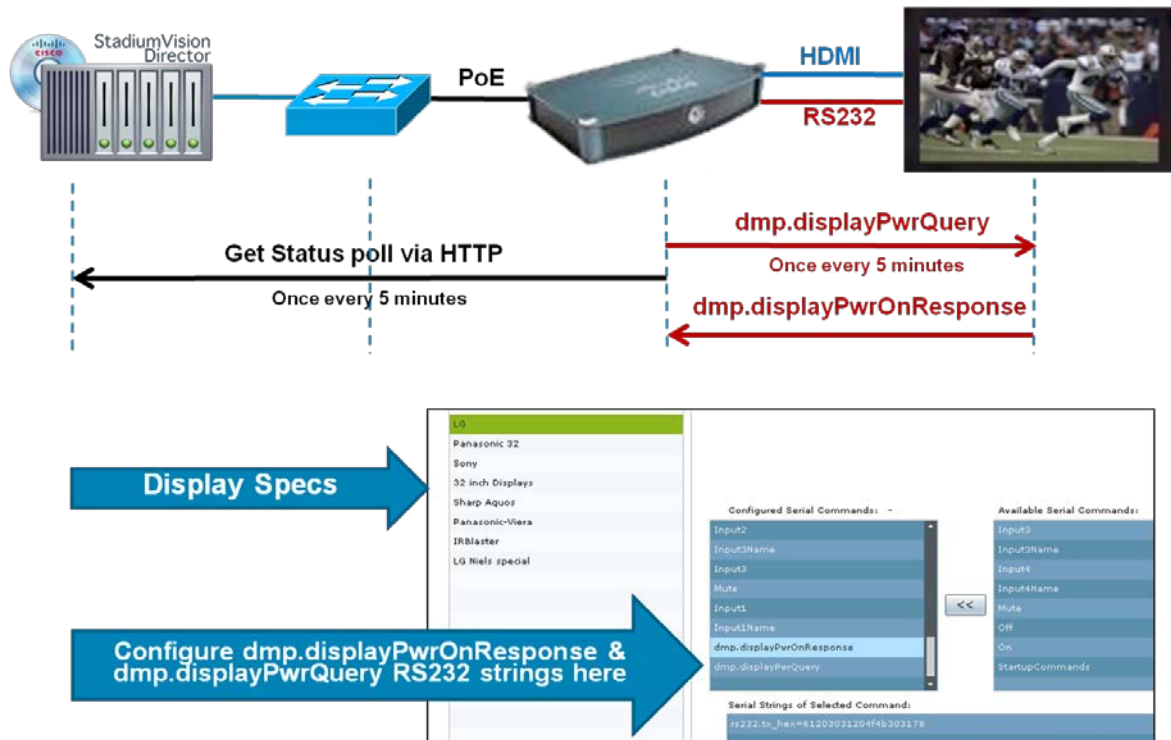 StadiumVision
Director
CISCO
PoE
HDMI
RS232
dmp.displayPwrQuery
Once every 5 minutes
Get Status poll via HTTP
Once every 5 minutes
dmp.displayPwrOnResponse
Display Specs
LG
Panasonic 32
Sony
32 inch Displays
Sharp Aquos
Panasonic-Viera
IRBlaster
LG Niels special
Configured Serial Commands: -
Input2
Input3Name
Input3
Mute
Input1
Input1Name
dmp.displayPwrOnResponse
dmp.displayPwrQuery
<<
Available Serial Commands:
Input3
Input3Name
Input4
Input4Name
Mute
Off
On
StartupCommands
Configure dmp.displayPwrOnResponse &
dmp.displayPwrQuery RS232 strings here
Serial Strings of Selected Command:
rs232.tx_hex=61203031204f4b303178